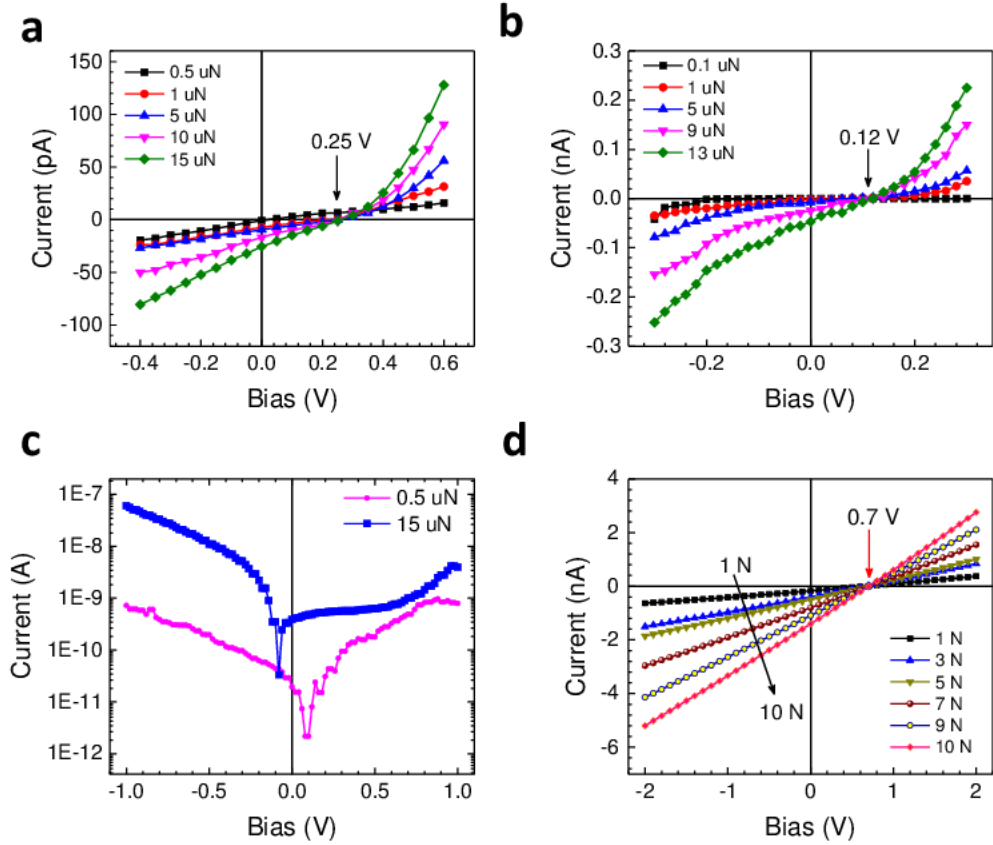 a
150
100
50
0
-50
-100
-0.4 -0.2 0.0 0.2 0.4 0.6
Current (pA)
Bias (V)
0.5 uN
1 uN
5 uN
10 uN
15 uN
0.25 V
b
0.3
0.2
0.1
0.0
-0.1
-0.2
-0.3
-0.2 0.0 0.2
Current (nA)
Bias (V)
0.1 uN
1 uN
5 uN
9 uN
13 uN
0.12 V
c
1E-7
1E-8
1E-9
1E-10
1E-11
1E-12
-1.0 -0.5 0.0 0.5 1.0
Current (A)
Bias (V)
0.5 uN
15 uN
d
4
2
0
-2
-4
-6
-2 -1 0 1 2
Current (nA)
Bias (V)
0.7 V
1 N
10 N
1 N
3 N
5 N
7 N
9 N
10 N